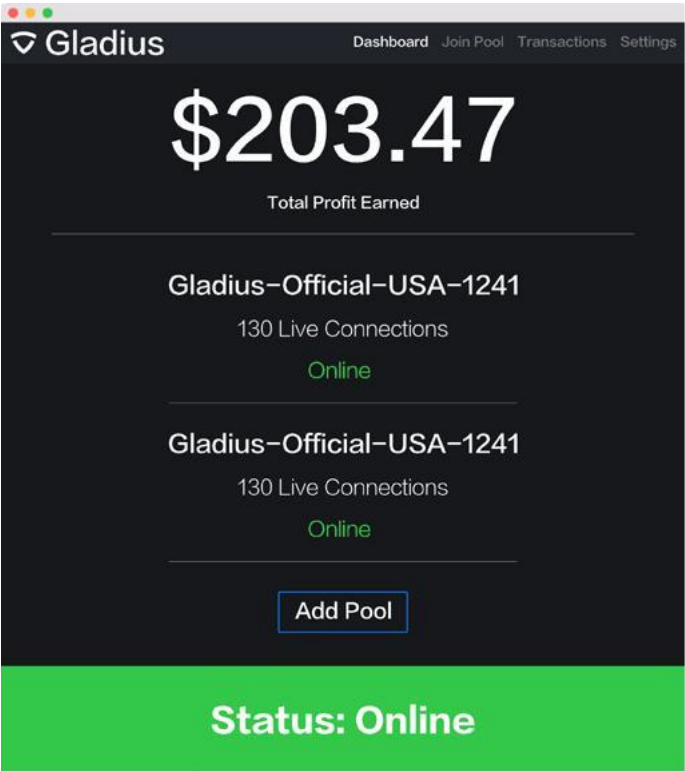 Gladius
Dashboard Join Pool Transactions Settings
$203.47
Total Profit Earned
Gladius-Official-USA-1241
130 Live Connections
Online
Gladius-Official-USA-1241
130 Live Connections
Online
Add Pool
Status: Online